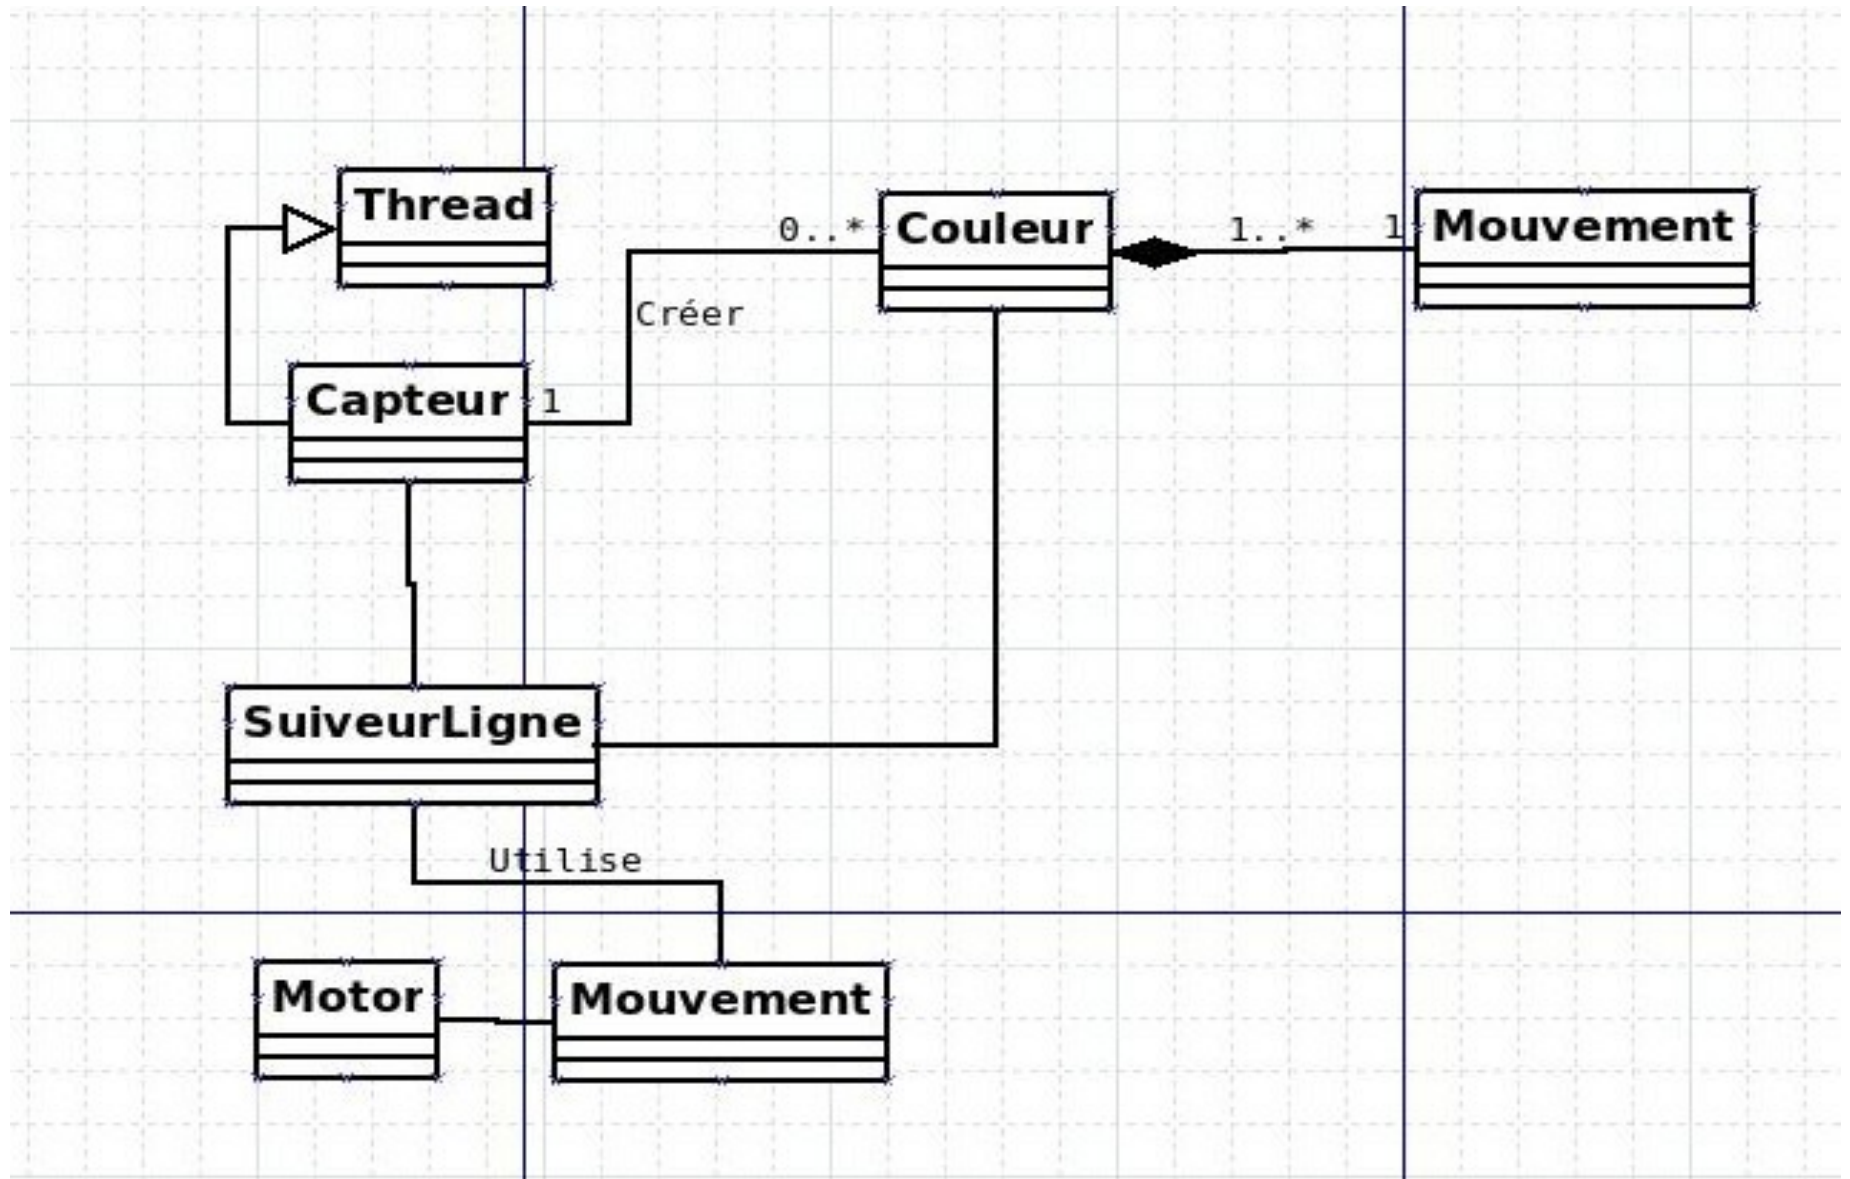 Thread
0..*
Couleur
1..*
1
Mouvement
Créer
Capteur
1
SuiveurLigne
Utilise
Motor
Mouvement